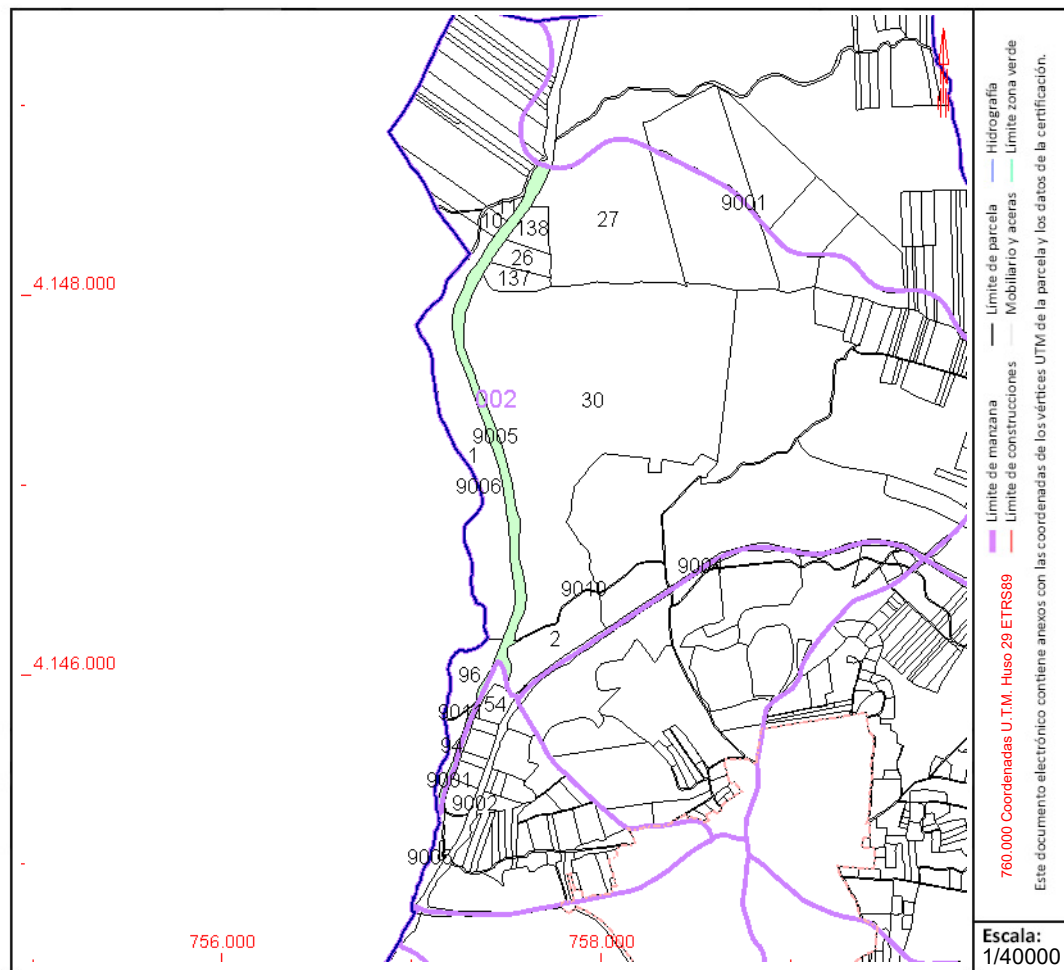 9001
10
138
27
26
137
4.148.000
002
30
9005
1
9006
9001
9010
2
4.146.000
96
54
9011
94
9002
756.000
758.000
Límite de manzana
Límite de parcela
Hidrografía
Límite de construcciones
Mobiliario y aceras
Límite zona verde
760.000 Coordenadas U.T.M. Huso 29 ETRS89
Este documento electrónico contiene anexos con las coordenadas de los vértices UTM de la parcela y los datos de la certificación.
Escala:
1/40000